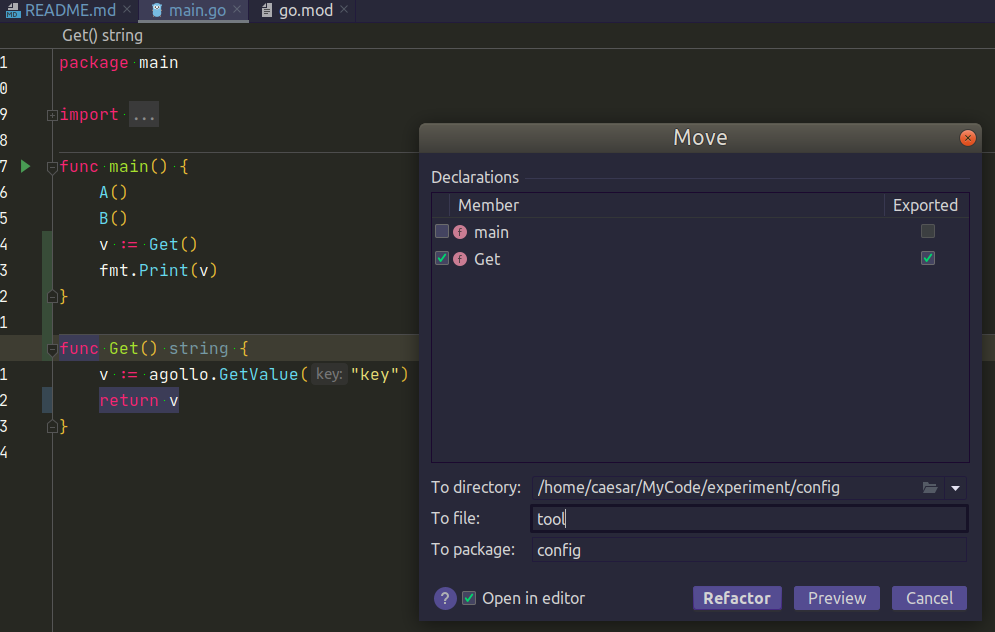 README.md × main.go × go.mod ×
Get() string
1 package main
0
9 import ...
8
7 func main() {
6 A()
5 B()
4 v := Get()
3 fmt.Print(v)
2 }
1
func Get() string {
1 v := agollo.GetValue( key: "key")
2 return v
3 }
4
Move
Declarations
Member Exported
f main
f Get
To directory: /home/caesar/MyCode/experiment/config
To file: tool
To package: config
? Open in editor Refactor Preview Cancel